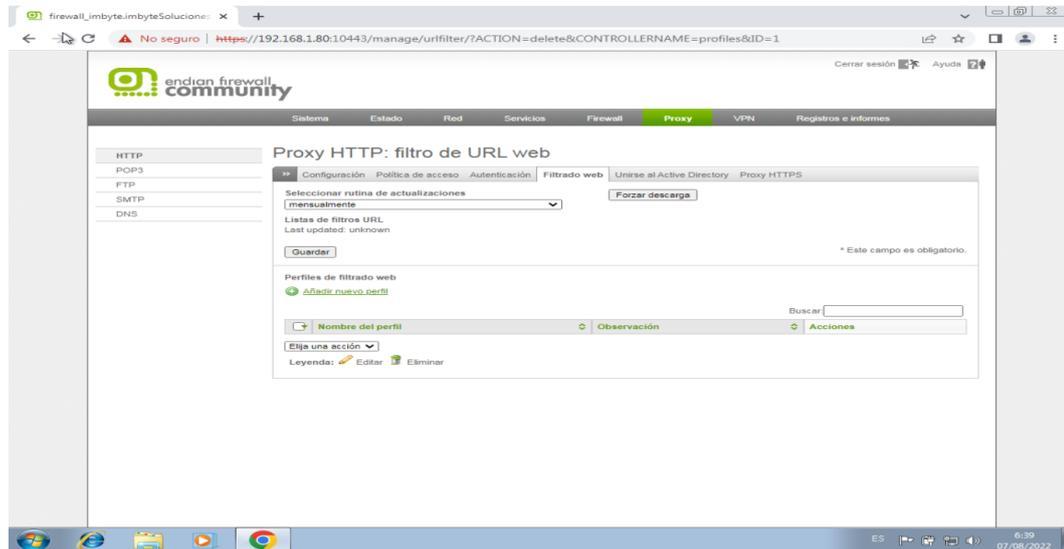 firewall_imbyte.imbyteSoluciones
No seguro | https://192.168.1.80:10443/manage/urlfilter/?ACTION=delete&CONTROLLERNAME=profiles&ID=1
Cerrar sesión Ayuda
endian firewall
community
Sistema Estado Red Servicios Firewall Proxy VPN Registros e informes
HTTP
POP3
FTP
SMTP
DNS
Proxy HTTP: filtro de URL web
>> Configuración Política de acceso Autenticación Filtrado web Unirse al Active Directory Proxy HTTPS
Seleccionar rutina de actualizaciones
mensualmente
Forzar descarga
Listas de filtros URL
Last updated: unknown
Guardar
* Este campo es obligatorio.
Perfiles de filtrado web
Añadir nuevo perfil
Buscar:
Nombre del perfil Observación Acciones
Elija una acción
Leyenda: Editar Eliminar
ES
6:39
07/08/2022